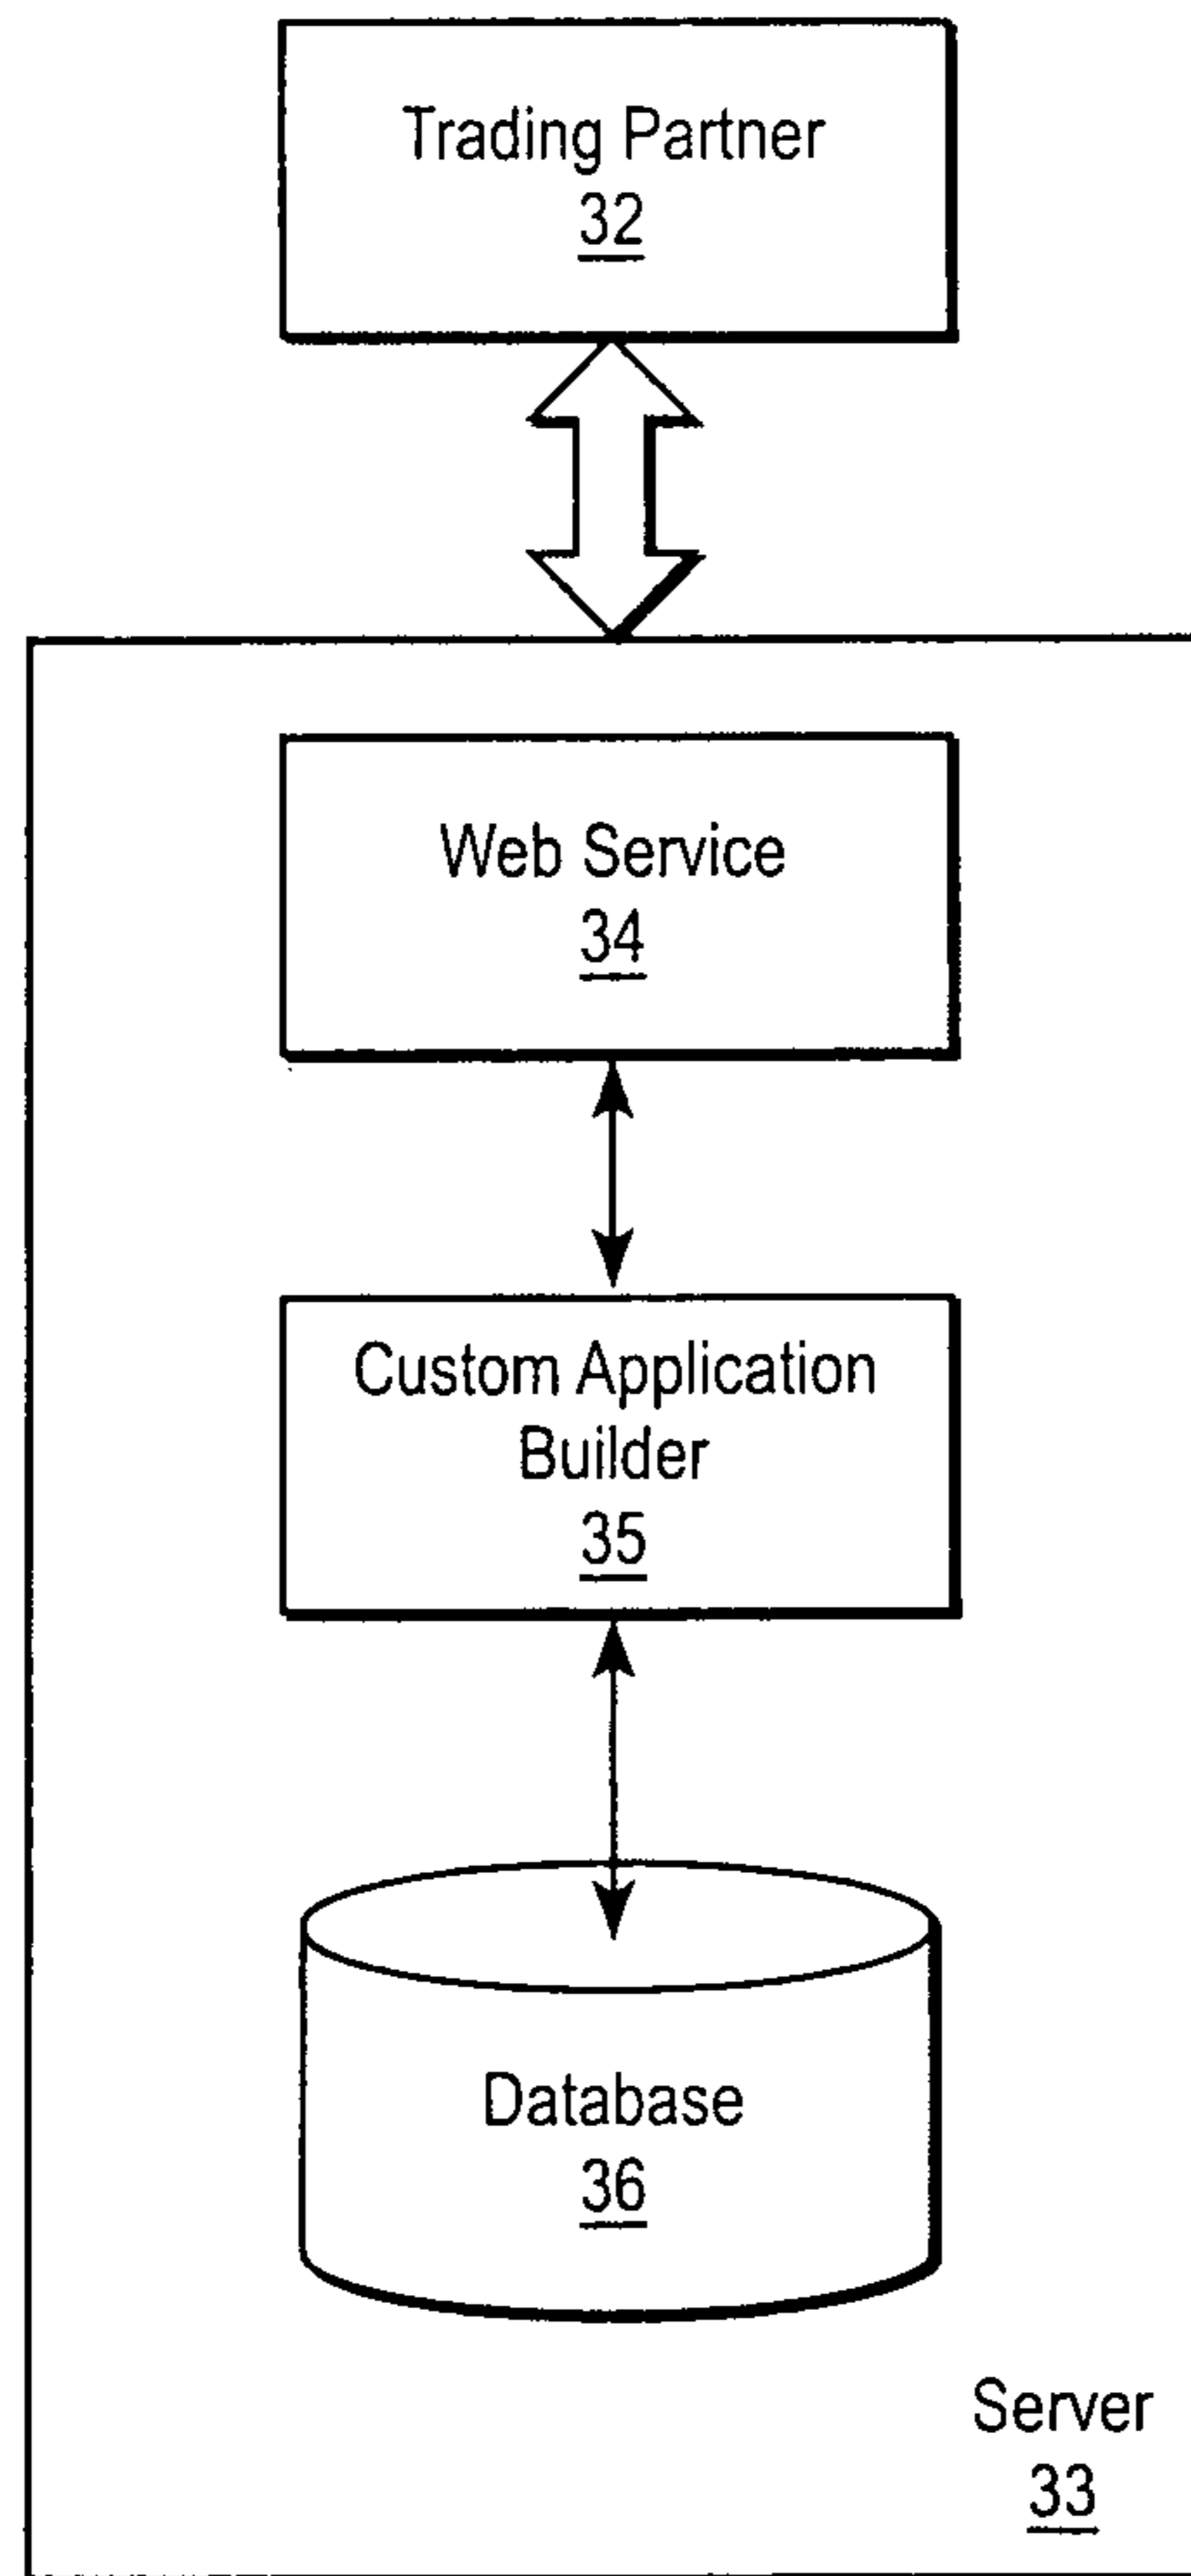 Trading Partner
32
Web Service
34
Custom Application
Builder
35
Database
36
Server
33